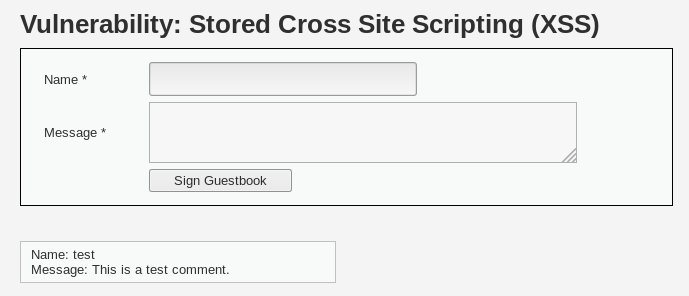 Vulnerability: Stored Cross Site Scripting (XSS)
Name *
Message *
Sign Guestbook
Name: test
Message: This is a test comment.